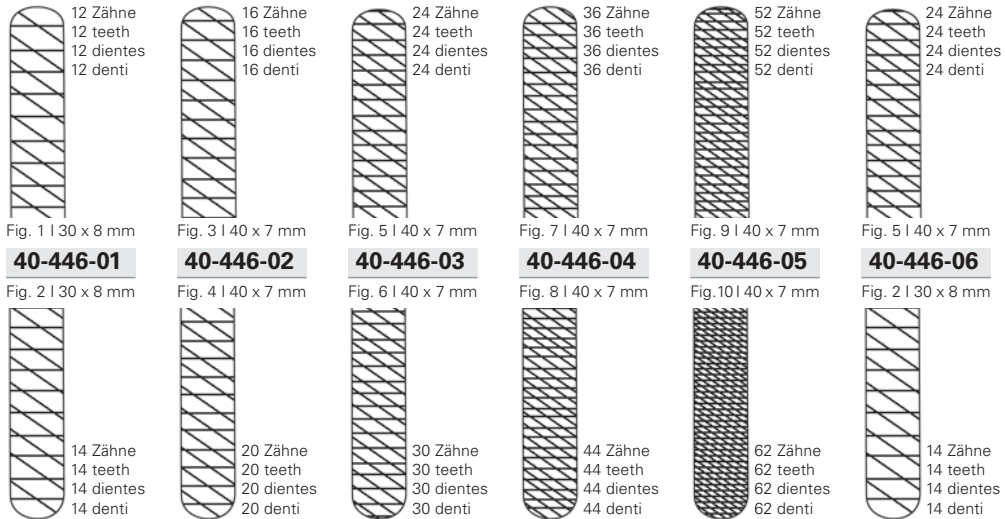 12 Zähne
12 teeth
12 dientes
12 denti
Fig. 1 I 30 x 8 mm
40-446-01
Fig. 2 I 30 x 8 mm
14 Zähne
14 teeth
14 dientes
14 denti
16 Zähne
16 teeth
16 dientes
16 denti
Fig. 3 I 40 x 7 mm
40-446-02
Fig. 4 I 40 x 7 mm
20 Zähne
20 teeth
20 dientes
20 denti
24 Zähne
24 teeth
24 dientes
24 denti
Fig. 5 I 40 x 7 mm
40-446-03
Fig. 6 I 40 x 7 mm
30 Zähne
30 teeth
30 dientes
30 denti
36 Zähne
36 teeth
36 dientes
36 denti
Fig. 7 I 40 x 7 mm
40-446-04
Fig. 8 I 40 x 7 mm
44 Zähne
44 teeth
44 dientes
44 denti
52 Zähne
52 teeth
52 dientes
52 denti
Fig. 9 I 40 x 7 mm
40-446-05
Fig.10 I 40 x 7 mm
62 Zähne
62 teeth
62 dientes
62 denti
24 Zähne
24 teeth
24 dientes
24 denti
Fig. 5 I 40 x 7 mm
40-446-06
Fig. 2 I 30 x 8 mm
14 Zähne
14 teeth
14 dientes
14 denti